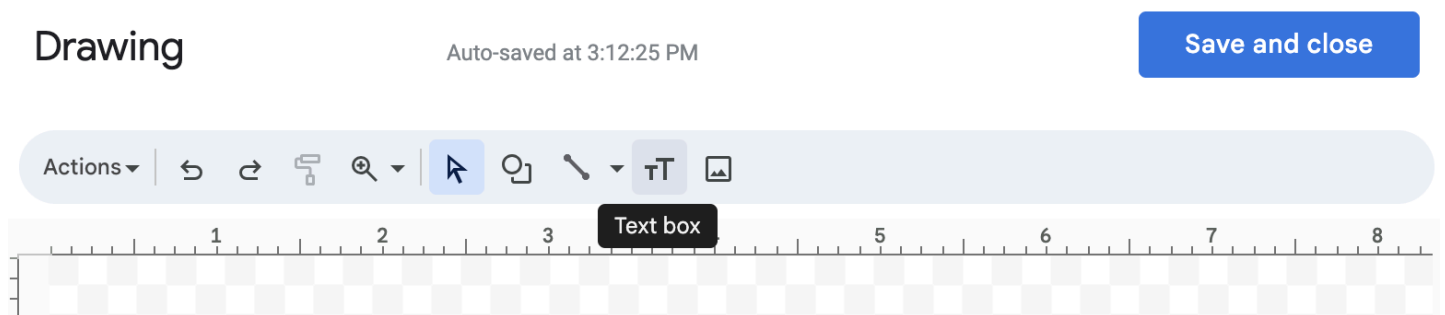 Drawing
Auto-saved at 3:12:25 PM
Save and close
Actions
Text box
1 2 3 5 6 7 8